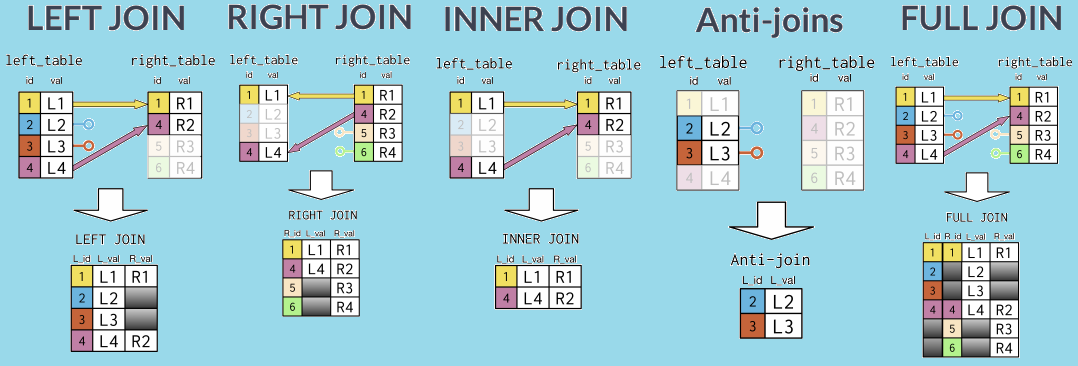 LEFT JOIN
left_table right_table
id val
1 L1 1 R1
2 L2 4 R2
3 L3 5 R3
4 L4 6 R4
LEFT JOIN
L_id L_val R_val
1 L1 R1
2 L2
3 L3
4 L4 R2
RIGHT JOIN
left_table right_table
id val id val
1 L1 1 R1
2 L2 4 R2
3 L3 5 R3
4 L4 6 R4
RIGHT JOIN
R_id L_val R_val
1 L1 R1
4 L4 R2
5 R3
6 R4
INNER JOIN
left_table right_table
id val id val
1 L1 1 R1
2 L2 4 R2
3 L3 5 R3
4 L4 6 R4
INNER JOIN
L_id L_val R_val
1 L1 R1
4 L4 R2
Anti-joins
left_table right_table
id val id val
1 L1 1 R1
2 L2 4 R2
3 L3 5 R3
4 L4 6 R4
Anti-join
L_id L_val
2 L2
3 L3
FULL JOIN
left_table right_table
id val id val
1 L1 1 R1
2 L2 4 R2
3 L3 5 R3
4 L4 6 R4
FULL JOIN
L_id R_id L_val R_val
1 1 L1 R1
2 L2
3 L3
4 4 L4 R2
5 R3
6 R4